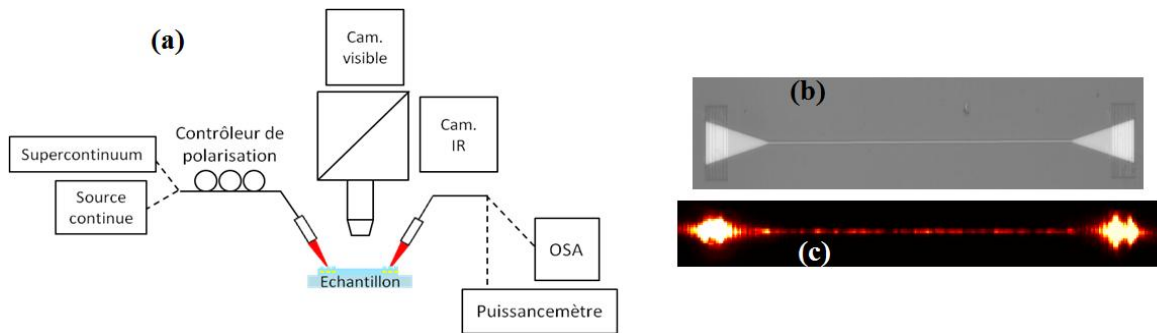 (a)
Cam.
visible
Cam.
IR
Contrôleur de
polarisation
Supercontinuum
Source
continue
Echantillon
OSA
Puissancemètre
(b)
(c)